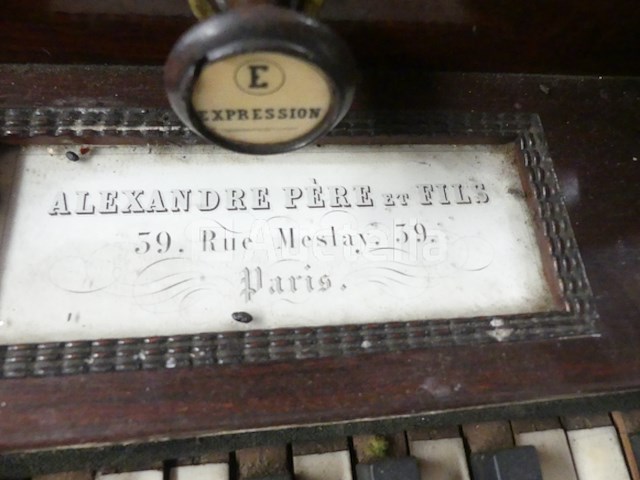 E
EXPRESSION
ALEXANDRE PÈRE ET FILS
39. Rue Meslay. 39.
Paris.